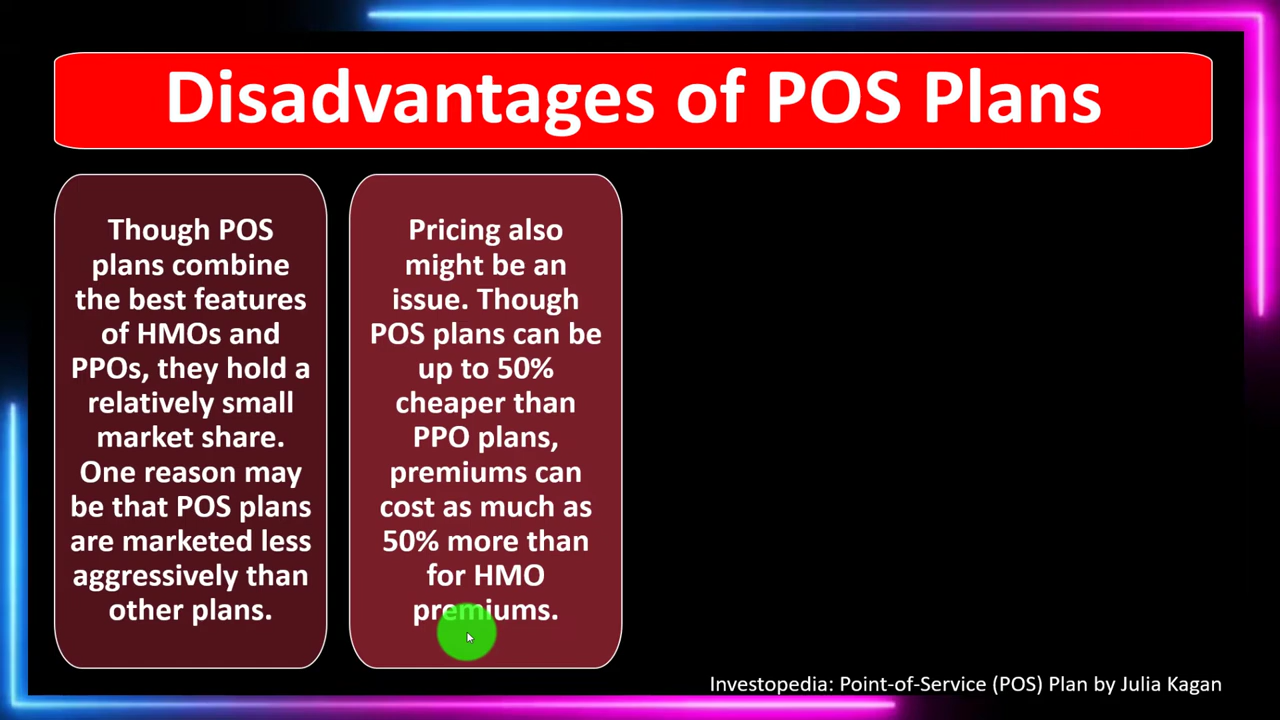 Disadvantages of POS Plans
Though POS
plans combine
the best features
of HMOs and
PPOs, they hold a
relatively small
market share.
One reason may
be that POS plans
are marketed less
aggressively than
other plans.
Pricing also
might be an
issue. Though
POS plans can be
up to 50%
cheaper than
PPO plans,
premiums can
cost as much as
50% more than
for HMO
premiums.
Investopedia: Point-of-Service (POS) Plan by Julia Kagan